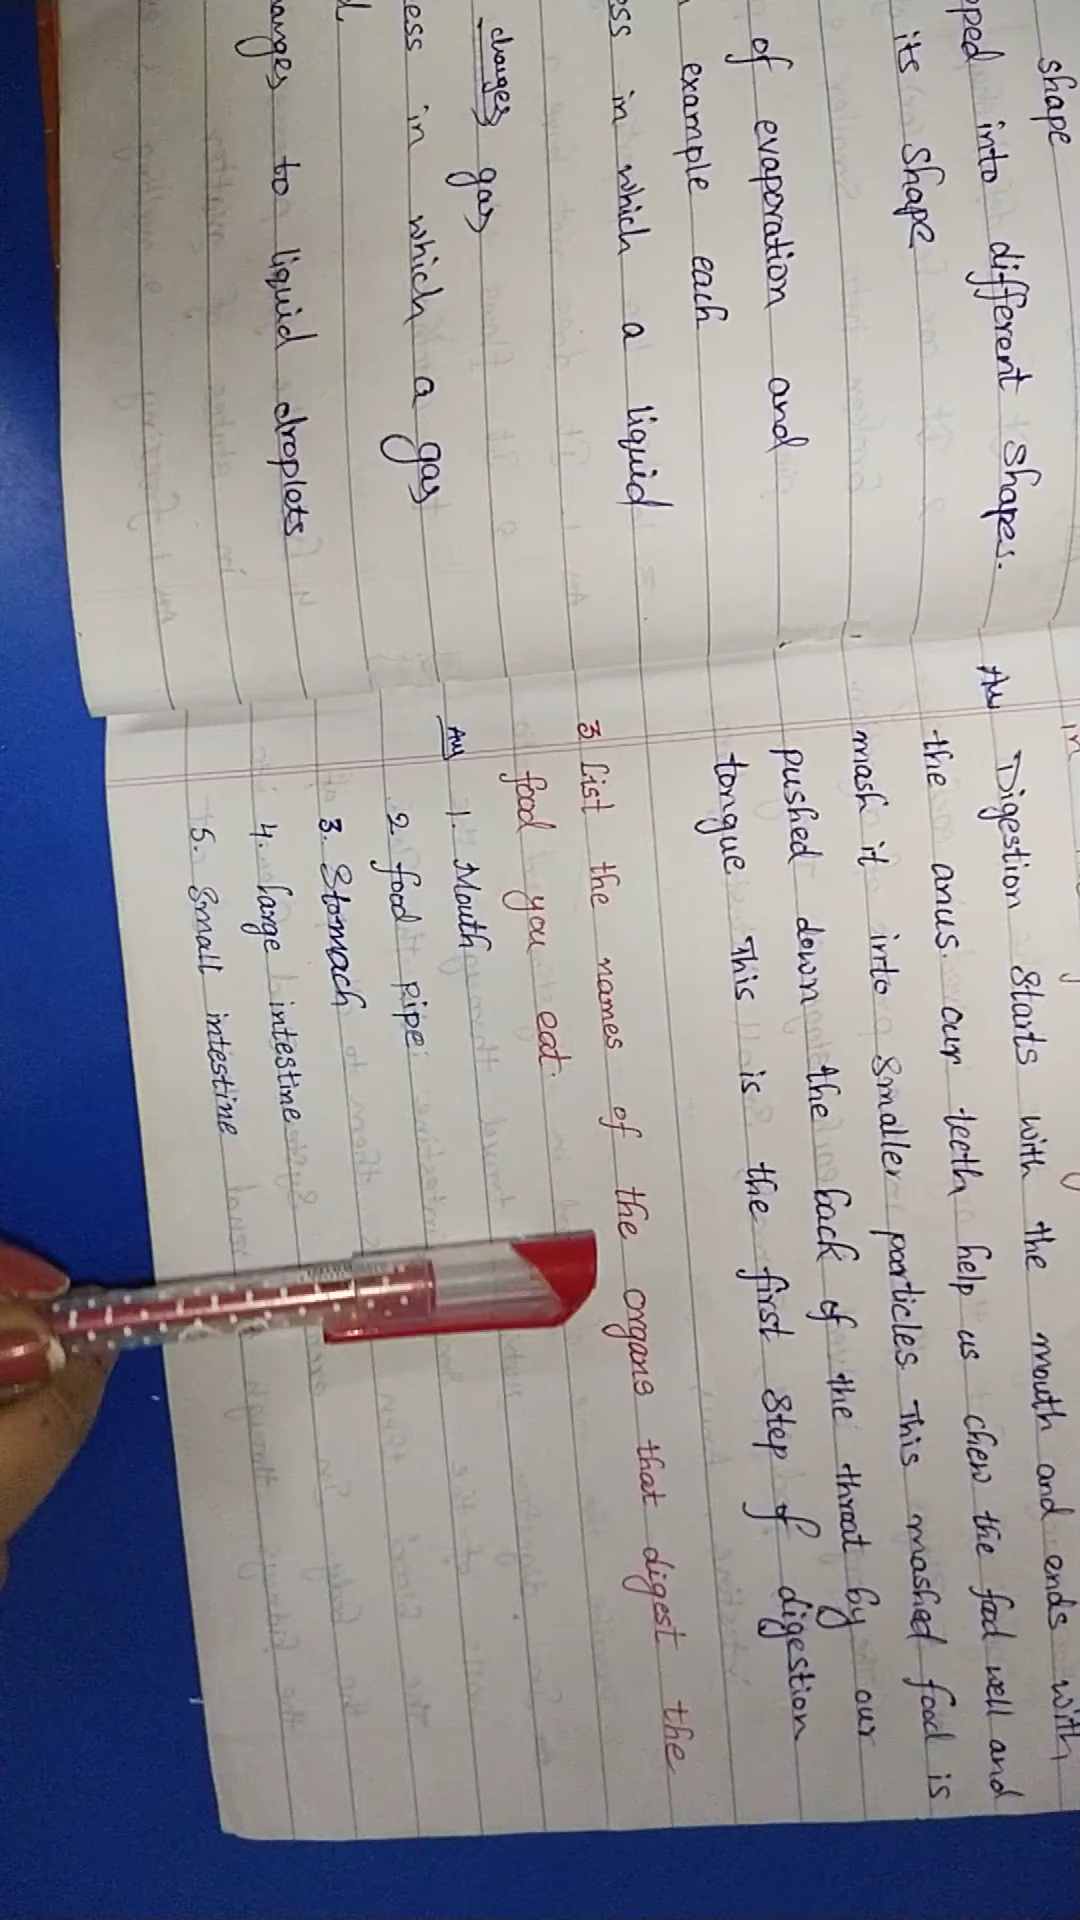 shape
pped into different shapes.
its shape
of evaporation and
example each
ess in which a liquid
changes gas
ess in which a gas
anges to liquid droplets
in
Ans Digestion starts with the mouth and ends with
the anus. our teeth help us chew the food well and
mash it into smaller particles This mashed food is
pushed down the back of the throat by our
tongue This is the first step of digestion
3 List the names of the organs that digest the
food you eat.
Ans 1. Mouth
2 food pipe
3. Stomach
4. Large intestine
5. Small intestine